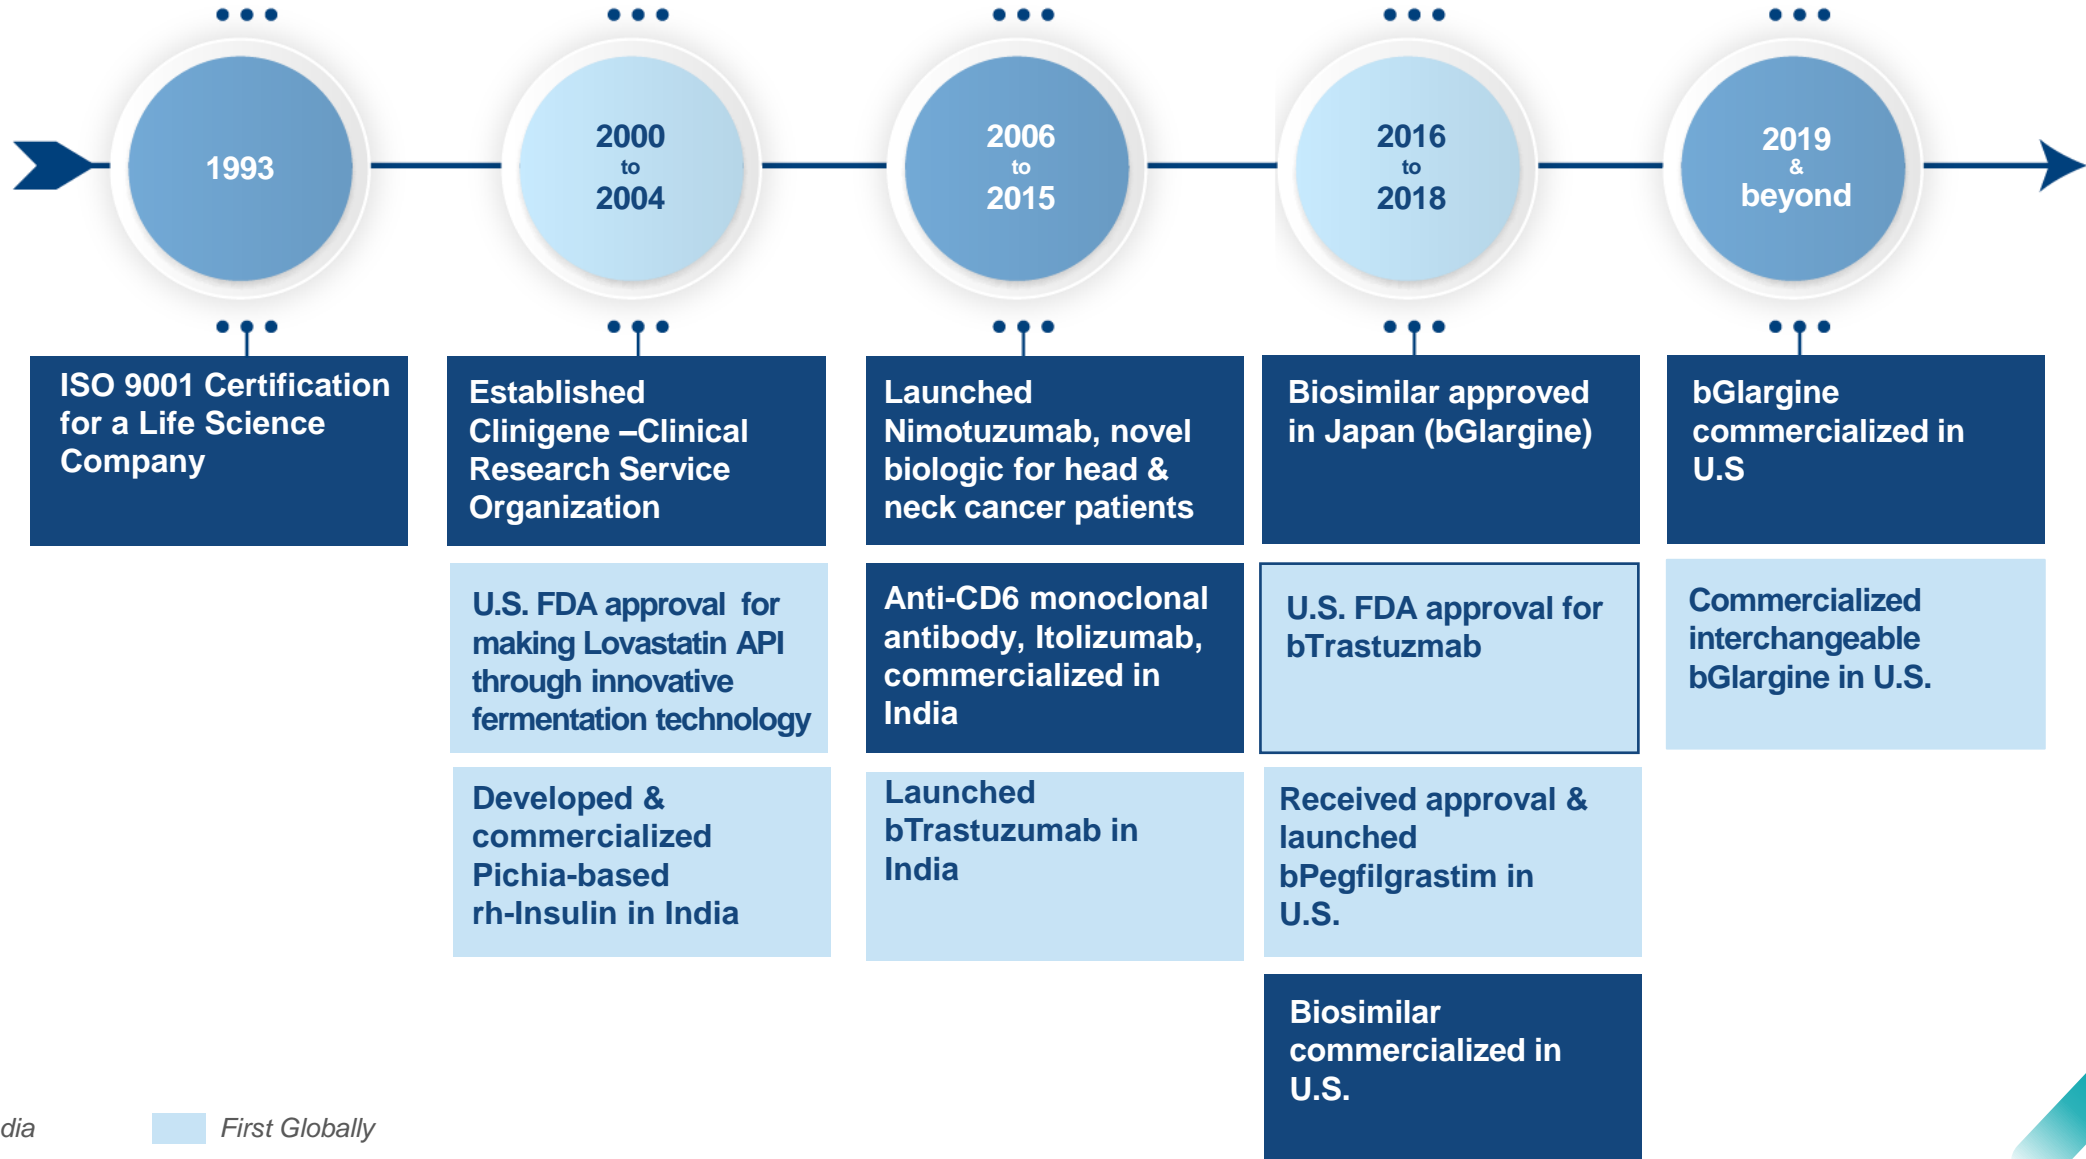 1993
2000
to
2004
2006
to
2015
2016
to
2018
2019
&
beyond
ISO 9001 Certification
for a Life Science
Company
Established
Clinigene –Clinical
Research Service
Organization
U.S. FDA approval for
making Lovastatin API
through innovative
fermentation technology
Developed &
commercialized
Pichia-based
rh-Insulin in India
Launched
Nimotuzumab, novel
biologic for head &
neck cancer patients
Anti-CD6 monoclonal
antibody, Itolizumab,
commercialized in
India
Launched
bTrastuzumab in
India
Biosimilar approved
in Japan (bGlargine)
U.S. FDA approval for
bTrastuzmab
Received approval &
launched
bPegfilgrastim in
U.S.
Biosimilar
commercialized in
U.S.
bGlargine
commercialized in
U.S
Commercialized
interchangeable
bGlargine in U.S.
dia
First Globally